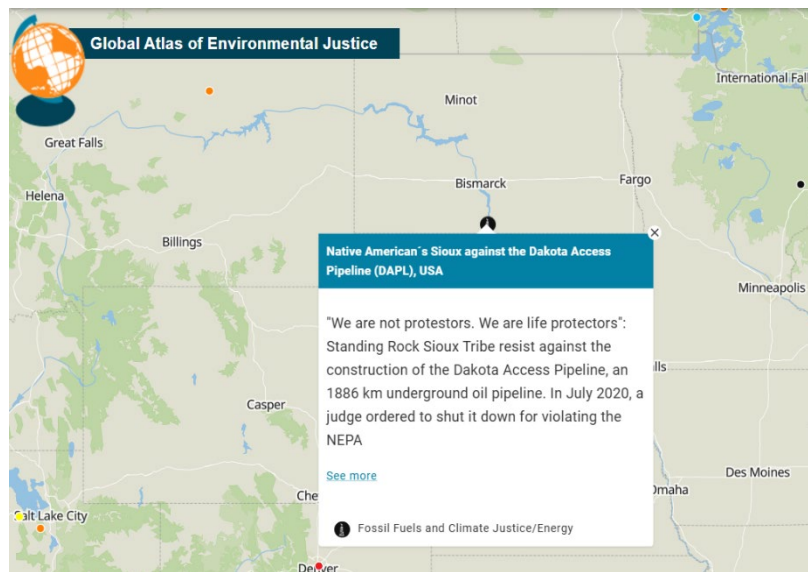 Global Atlas of Environmental Justice
International Fall
Minot
Great Falls
Bismarck
Fargo
Helena
Billings
Native American´s Sioux against the Dakota Access
Pipeline (DAPL), USA
Minneapolis
"We are not protestors. We are life protectors":
Standing Rock Sioux Tribe resist against the
construction of the Dakota Access Pipeline, an
1886 km underground oil pipeline. In July 2020, a
judge ordered to shut it down for violating the
NEPA
lls
Casper
See more
Des Moines
Che
maha
Salt Lake City
Fossil Fuels and Climate Justice/Energy
Denver